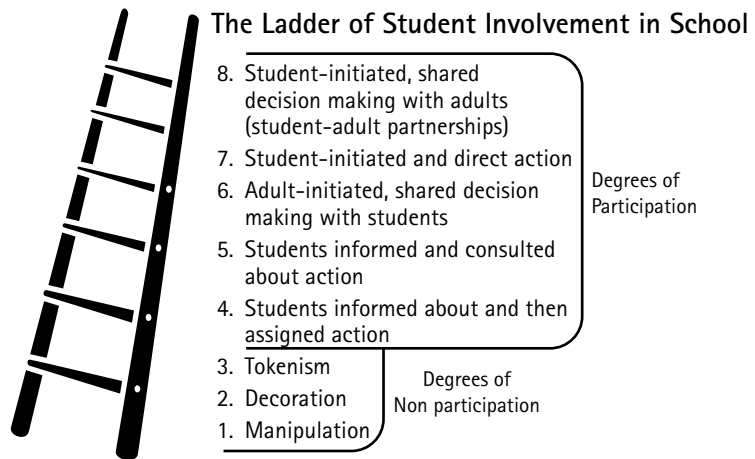 The Ladder of Student Involvement in School
8. Student-initiated, shared
decision making with adults
(student-adult partnerships)
7. Student-initiated and direct action
6. Adult-initiated, shared decision
making with students
5. Students informed and consulted
about action
4. Students informed about and then
assigned action
Degrees of
Participation
3. Tokenism
2. Decoration
1. Manipulation
Degrees of
Non participation